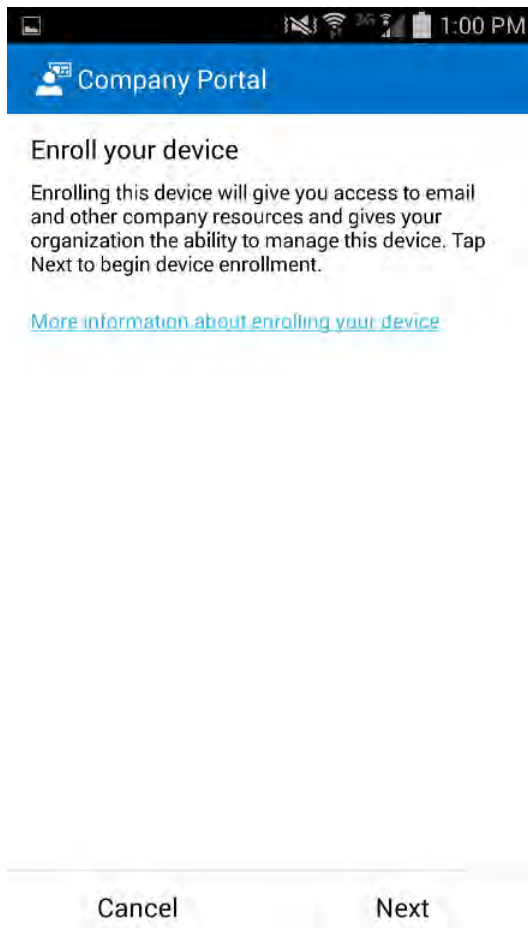 3G 1:00 PM
Company Portal
Enroll your device
Enrolling this device will give you access to email
and other company resources and gives your
organization the ability to manage this device. Tap
Next to begin device enrollment.
More information about enrolling your device
Cancel Next